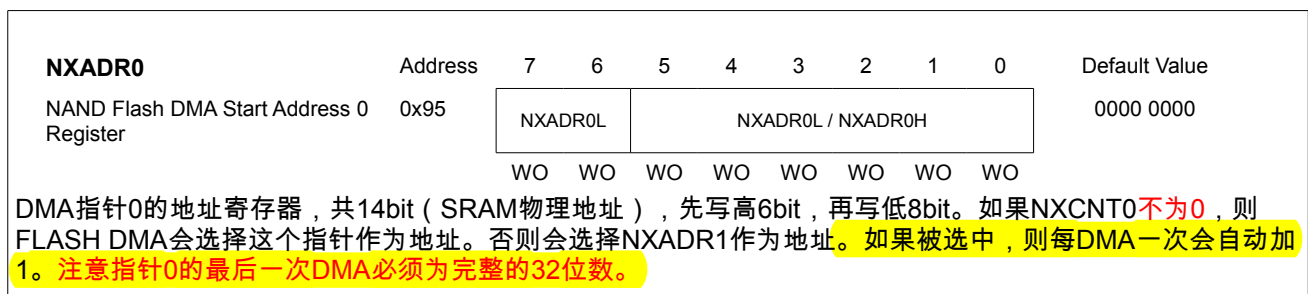 NXADR0 Address 7 6 5 4 3 2 1 0 Default Value
NAND Flash DMA Start Address 0 0x95 NXADR0L NXADR0L / NXADR0H 0000 0000
Register
WO WO WO WO WO WO WO WO
DMA指针0的地址寄存器，共14bit（SRAM物理地址），先写高6bit，再写低8bit。如果NXCNT0不为0，则
FLASH DMA会选择这个指针作为地址。否则会选择NXADR1作为地址。如果被选中，则每DMA一次会自动加
1。注意指针0的最后一次DMA必须为完整的32位数。